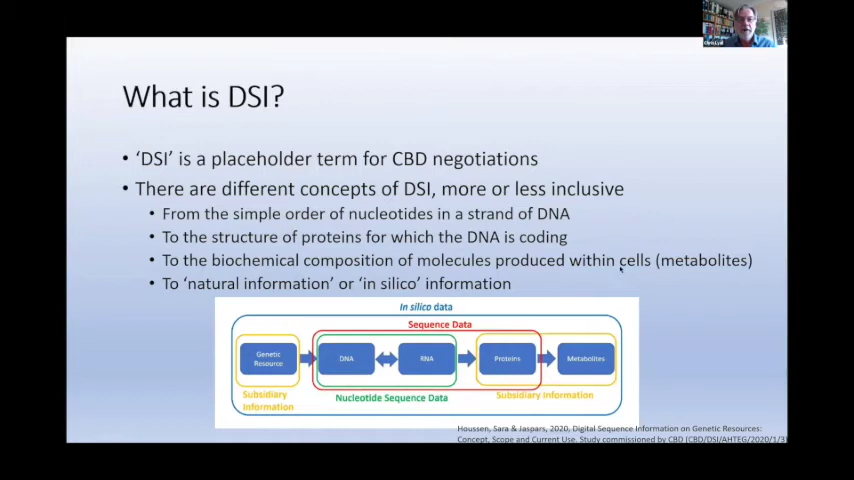 Chris Lyal
What is DSI?
• 'DSI' is a placeholder term for CBD negotiations
• There are different concepts of DSI, more or less inclusive
• From the simple order of nucleotides in a strand of DNA
• To the structure of proteins for which the DNA is coding
• To the biochemical composition of molecules produced within cells (metabolites)
• To 'natural information' or 'in silico' information
In silico data
Sequence Data
Genetic
Resource
DNA
RNA
Proteins
Metabolites
Subsidiary
Information
Nucleotide Sequence Data
Subsidiary Information
Houssen, Sara & Jaspars, 2020, Digital Sequence Information on Genetic Resources:
Concept, Scope and Current Use. Study commissioned by CBD (CBD/DSI/AHTEG/2020/1/3)